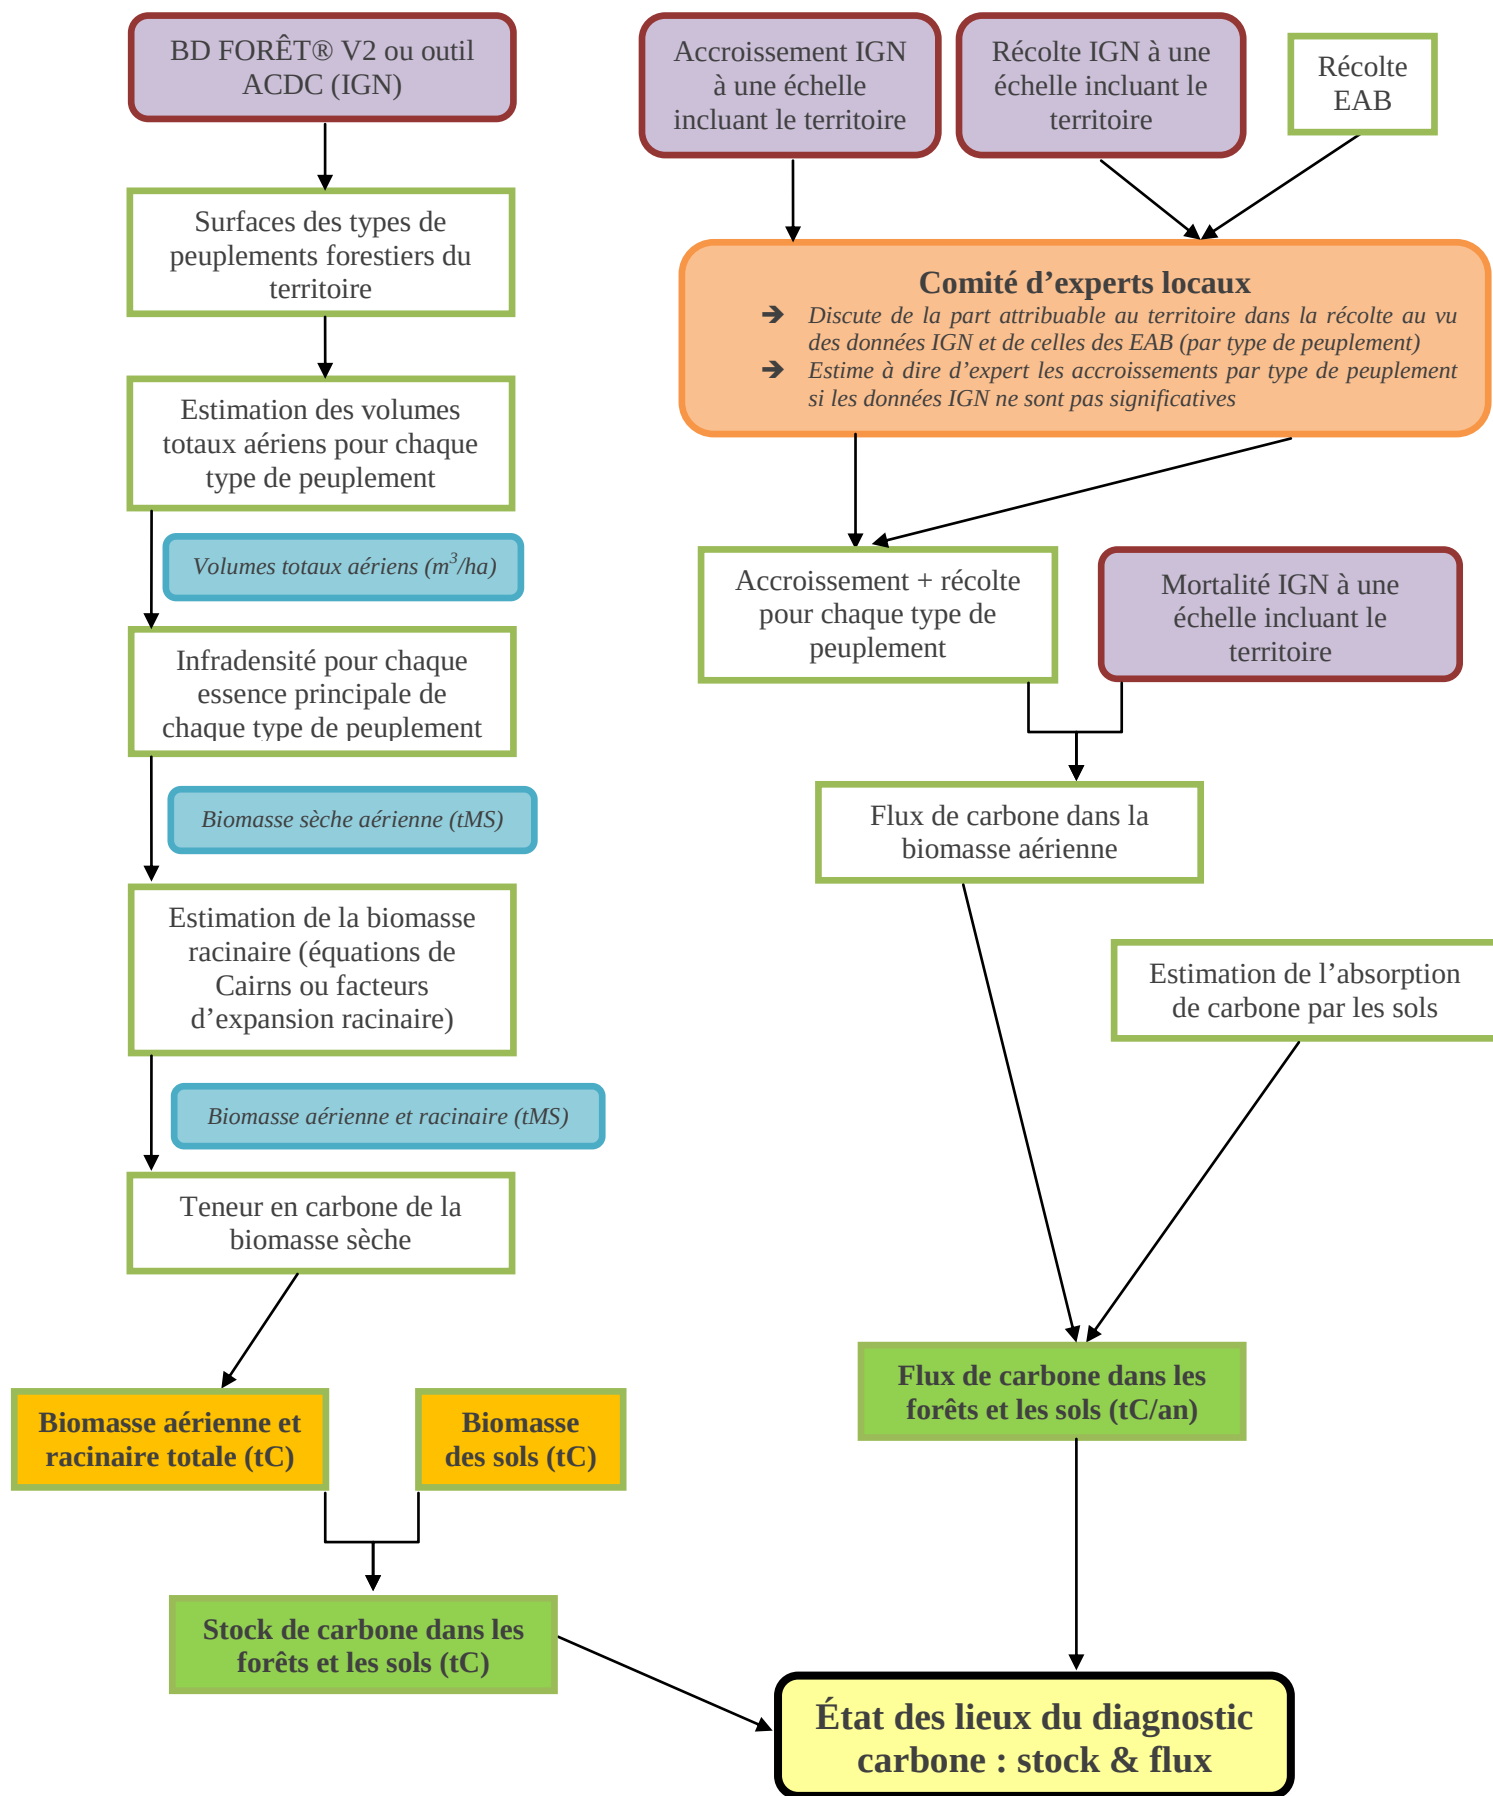 BD FORÊT® V2 ou outil
ACDC (IGN)
Surfaces des types de
peuplements forestiers du
territoire
Estimation des volumes
totaux aériens pour chaque
type de peuplement
Volumes totaux aériens (m³/ha)
Infradensité pour chaque
essence principale de
chaque type de peuplement
Biomasse sèche aérienne (tMS)
Estimation de la biomasse
racinaire (équations de
Cairns ou facteurs
d’expansion racinaire)
Biomasse aérienne et racinaire (tMS)
Teneur en carbone de la
biomasse sèche
Biomasse aérienne et
racinaire totale (tC)
Biomasse
des sols (tC)
Stock de carbone dans les
forêts et les sols (tC)
Accroissement IGN
à une échelle
incluant le territoire
Récolte IGN à une
échelle incluant le
territoire
Récolte
EAB
Comité d’experts locaux
➔ Discute de la part attribuable au territoire dans la récolte au vu
des données IGN et de celles des EAB (par type de peuplement)
➔ Estime à dire d’expert les accroissements par type de peuplement
si les données IGN ne sont pas significatives
Accroissement + récolte
pour chaque type de
peuplement
Mortalité IGN à une
échelle incluant le
territoire
Flux de carbone dans la
biomasse aérienne
Estimation de l’absorption
de carbone par les sols
Flux de carbone dans les
forêts et les sols (tC/an)
État des lieux du diagnostic
carbone : stock & flux